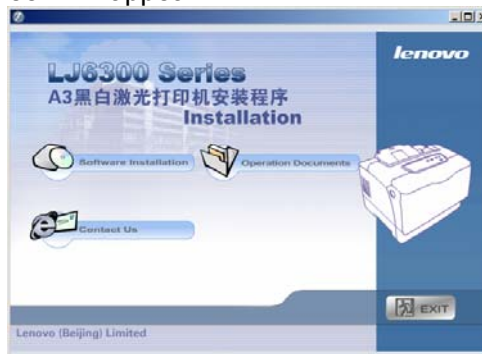 lenovo
LJ6300 Series
A3黑白激光打印机安装程序
Installation
Software Installation
Operation Documents
Contact Us
EXIT
Lenovo (Beijing) Limited